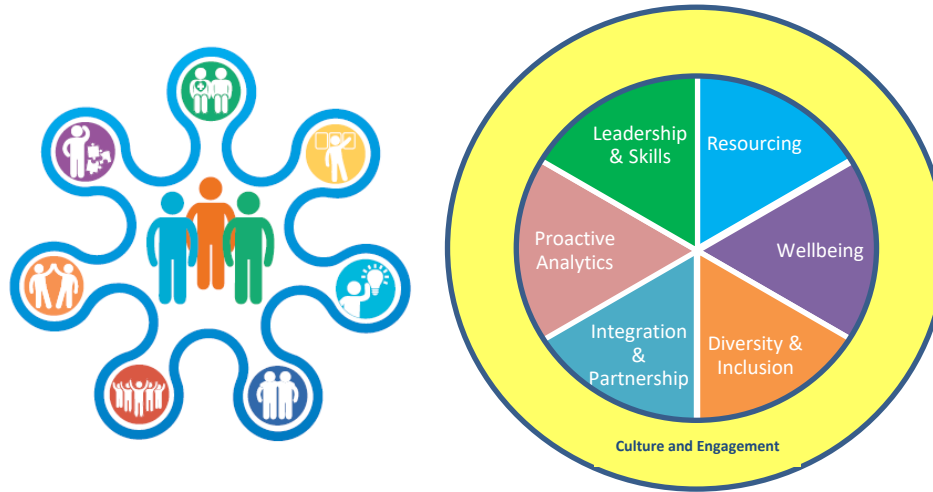 Leadership
& Skills
Resourcing
Proactive
Analytics
Wellbeing
Integration
&
Partnership
Diversity &
Inclusion
Culture and Engagement